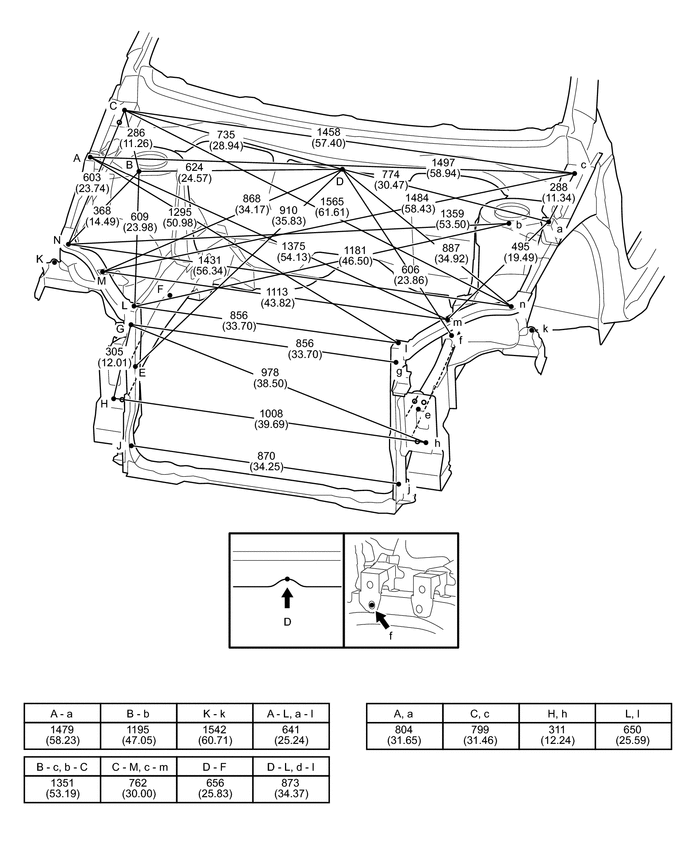 C
286
(11.26)
735
(28.94)
1458
(57.40)
A
B
624
(24.57)
D
774
(30.47)
1497
(58.94)
c
603
(23.74)
288
(11.34)
368
(14.49)
609
(23.98)
1295
(50.98)
868
(34.17)
910
(35.83)
1565
(61.61)
1484
(58.43)
1359
(53.50)
b
a
N
K
M
1431
(56.34)
1375
(54.13)
1181
(46.50)
887
(34.92)
495
(19.49)
606
(23.86)
F
1113
(43.82)
L
856
(33.70)
n
m
G
f
k
856
(33.70)
l
g
305
(12.01)
E
978
(38.50)
H
1008
(39.69)
e
h
J
870
(34.25)
j
D
f
A - a B - b K - k A - L, a - l
1479 1195 1542 641
(58.23) (47.05) (60.71) (25.24)
B - c, b - C C - M, c - m D - F D - L, d - l
1351 762 656 873
(53.19) (30.00) (25.83) (34.37)
A, a C, c H, h L, l
804 799 311 650
(31.65) (31.46) (12.24) (25.59)